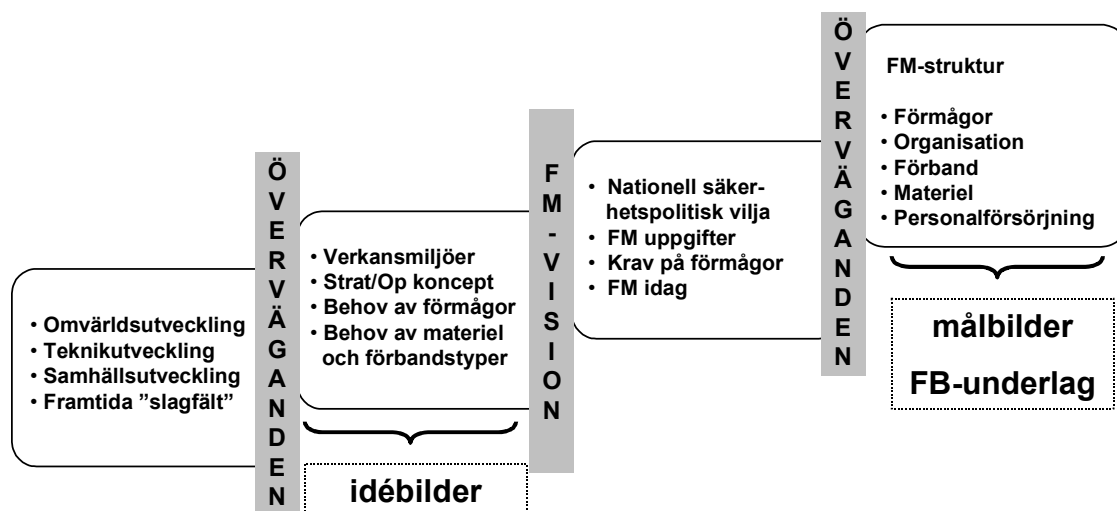 • Omvärldsutveckling
• Teknikutveckling
• Samhällsutveckling
• Framtida ”slagfält”
ÖVERVÄGANDEN
• Verkansmiljöer
• Strat/Op koncept
• Behov av förmågor
• Behov av materiel
och förbandstyper
idébilder
FM-VISION
• Nationell säker-
hetspolitisk vilja
• FM uppgifter
• Krav på förmågor
• FM idag
ÖVERVÄGANDEN
FM-struktur
• Förmågor
• Organisation
• Förband
• Materiel
• Personalförsörjning
målbilder
FB-underlag